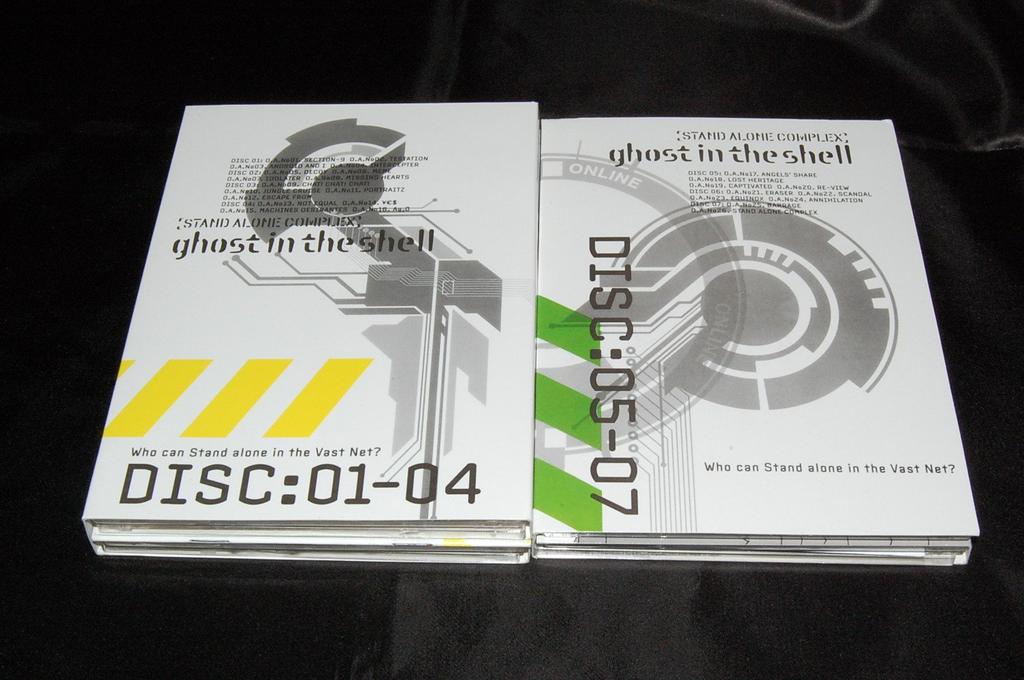 DISC 01: O.A.No01. SECTION-9 O.A.No02. TESTATION
O.A.No03. ANDROID AND I O.A.No04. INTERCEPTER
DISC 02: O.A.No05. DECOY O.A.No06. MEME
O.A.No07. IDOLATER O.A.No08. MISSING HEARTS
DISC 03: O.A.No09. CHAT! CHAT! CHAT!
O.A.No10. JUNGLE CRUISE O.A.No11. PORTRAITZ
O.A.No12. ESCAPE FROM
DISC 04: O.A.No13. NOT EQUAL O.A.No14. ¥€$
O.A.No15. MACHINES DESIRANTES O.A.No16. Ag.O
[STAND ALONE COMPLEX]
ghost in the shell
Who can Stand alone in the Vast Net?
DISC:01-04
[STAND ALONE COMPLEX]
ghost in the shell
DISC 05: O.A.No17. ANGELS' SHARE
O.A.No18. LOST HERITAGE
O.A.No19. CAPTIVATED O.A.No20. RE-VIEW
DISC 06: O.A.No21. ERASER O.A.No22. SCANDAL
O.A.No23. EQUINOX O.A.No24. ANNIHILATION
DISC 07: O.A.No25. BARRAGE
O.A.No26. STAND ALONE COMPLEX
ONLINE
DISC:05-07
Who can Stand alone in the Vast Net?